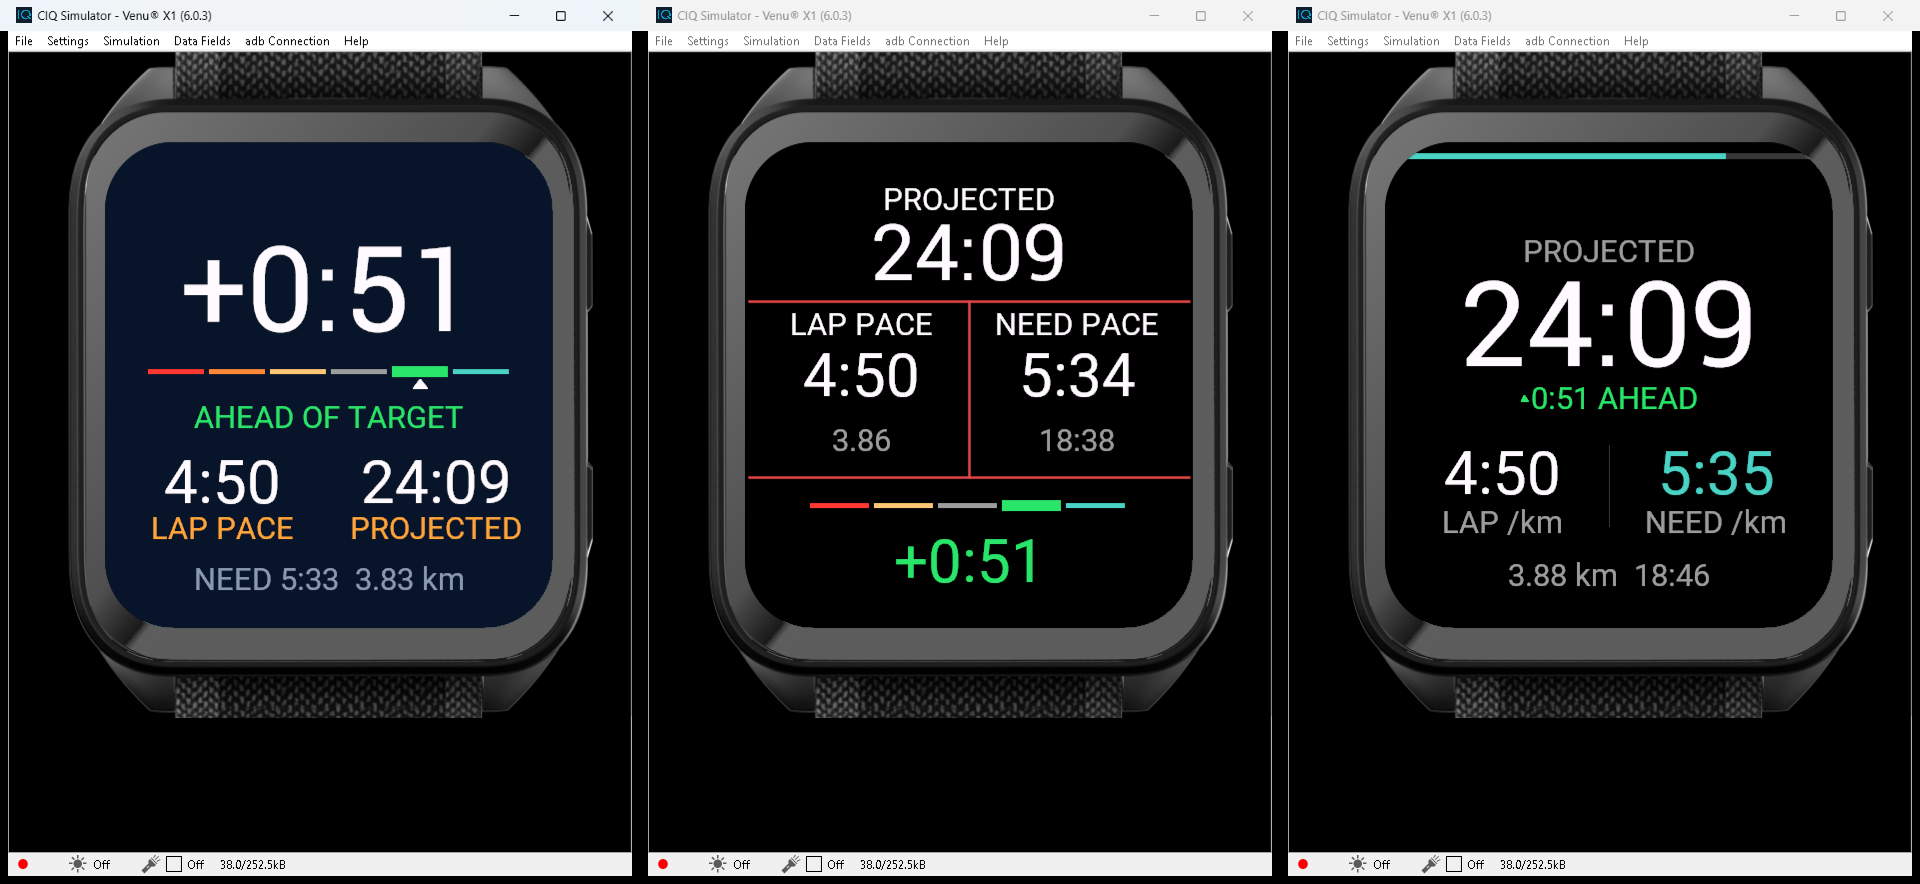 CIQ Simulator - Venu® X1 (6.0.3)
File Settings Simulation Data Fields adb Connection Help
+0:51
AHEAD OF TARGET
4:50 24:09
LAP PACE PROJECTED
NEED 5:33 3.83 km
Off Off 38.0/252.5kB
CIQ Simulator - Venu® X1 (6.0.3)
File Settings Simulation Data Fields adb Connection Help
PROJECTED
24:09
LAP PACE NEED PACE
4:50 5:34
3.86 18:38
+0:51
Off Off 38.0/252.5kB
CIQ Simulator - Venu® X1 (6.0.3)
File Settings Simulation Data Fields adb Connection Help
PROJECTED
24:09
▲0:51 AHEAD
4:50 5:35
LAP /km NEED /km
3.88 km 18:46
Off Off 38.0/252.5kB